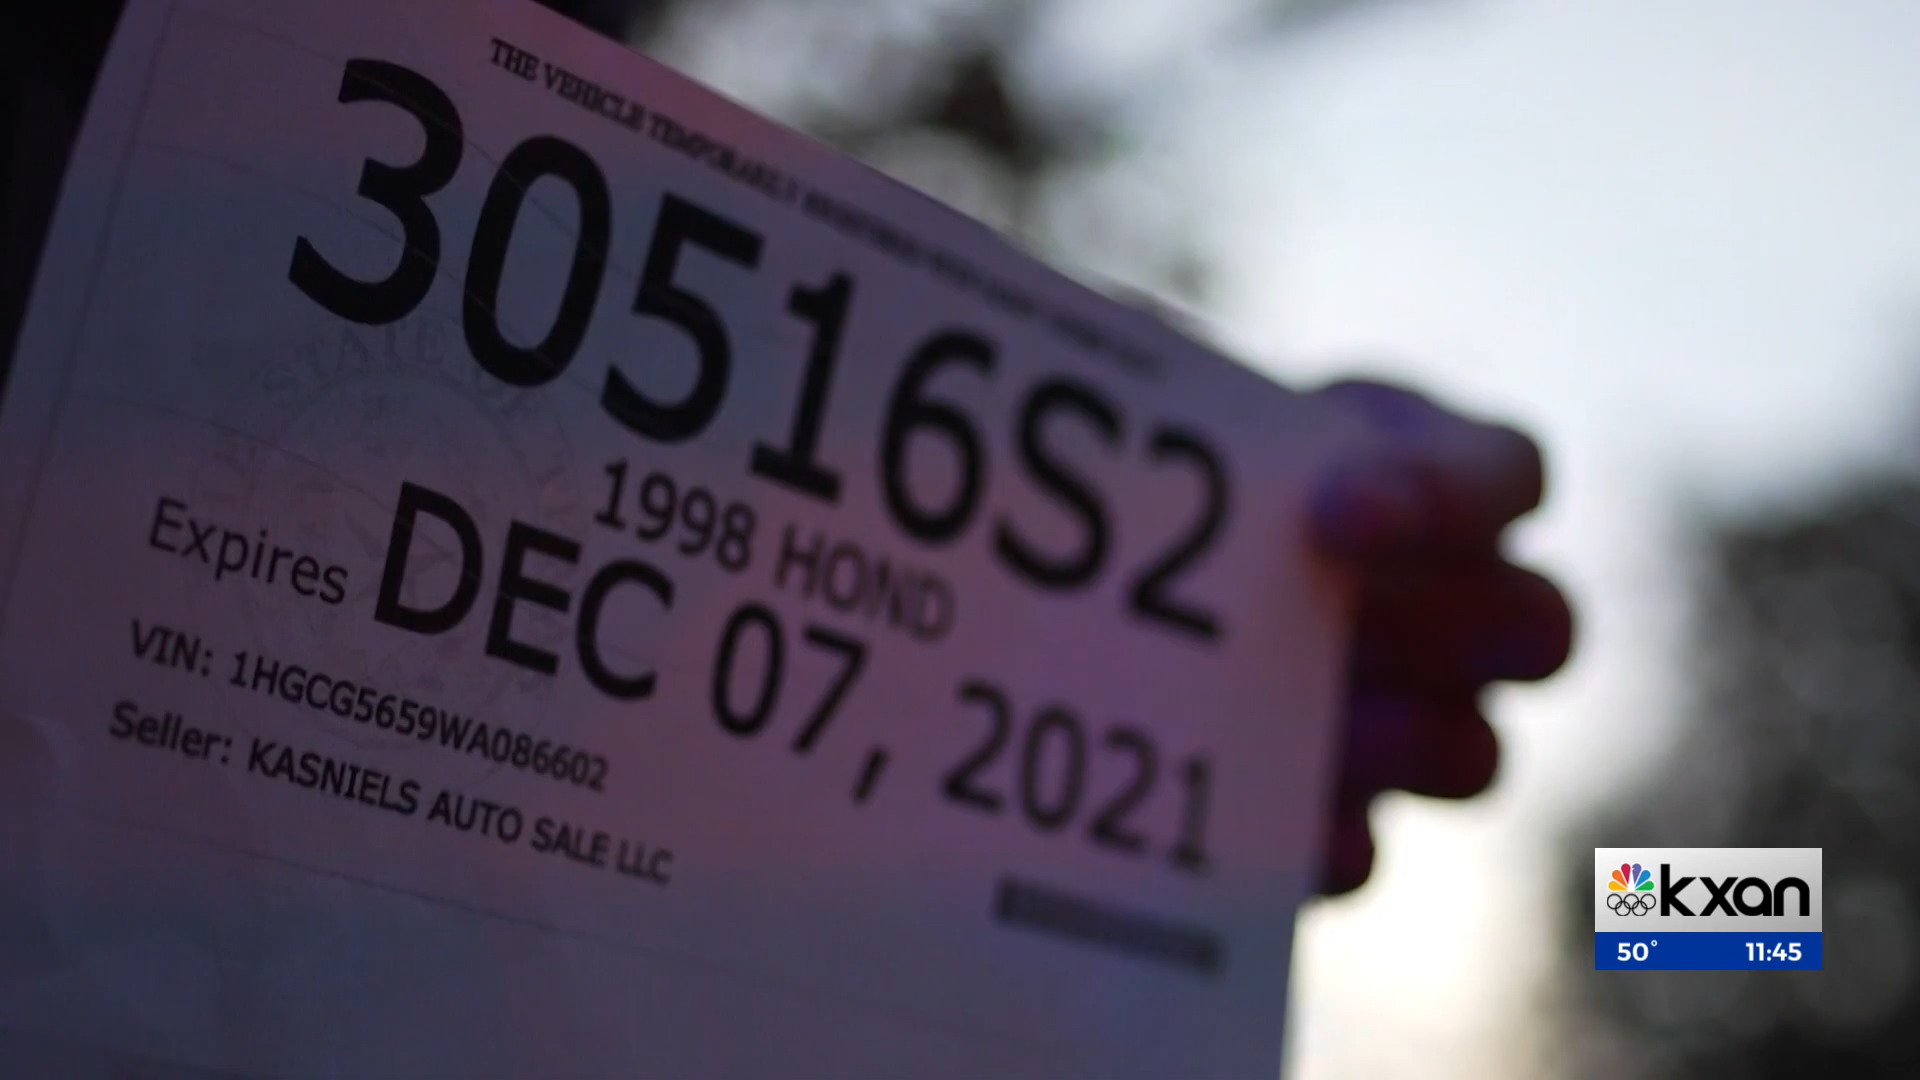 THE VEHICLE TEMPORARILY
30516S2
1998 HOND
Expires DEC 07, 2021
VIN: 1HGCG5659WA086602
Seller: KASNIELS AUTO SALE LLC
STATE
kxan
50° 11:45